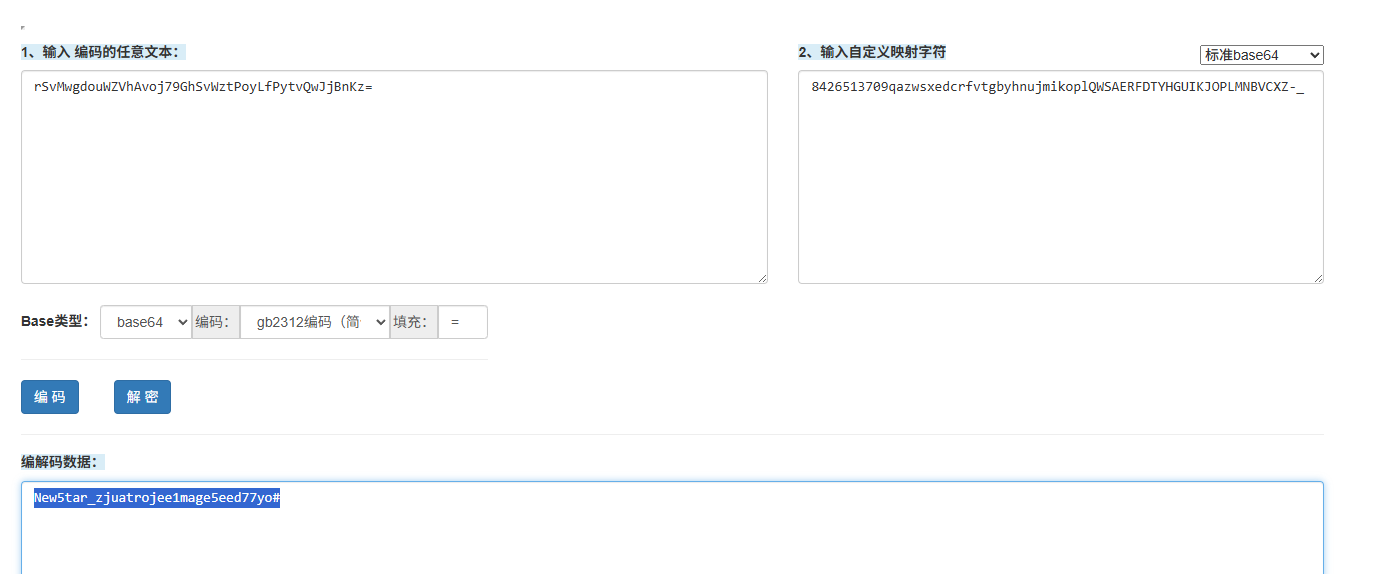 1、输入 编码的任意文本：
2、输入自定义映射字符
标准base64
rSvMwgdouWZVhAvoj79GhSvWztPoyLfPytvQwJjBnKz=
8426513709qazwsxedcrfvtgbyhnujmikoplQWSAERFDTYHGUIKJOPLMNBVCXZ-_
Base类型： base64 编码： gb2312编码（简 填充： =
编 码 解 密
编解码数据：
New5tar_zjuatrojee1mage5eed77yo#